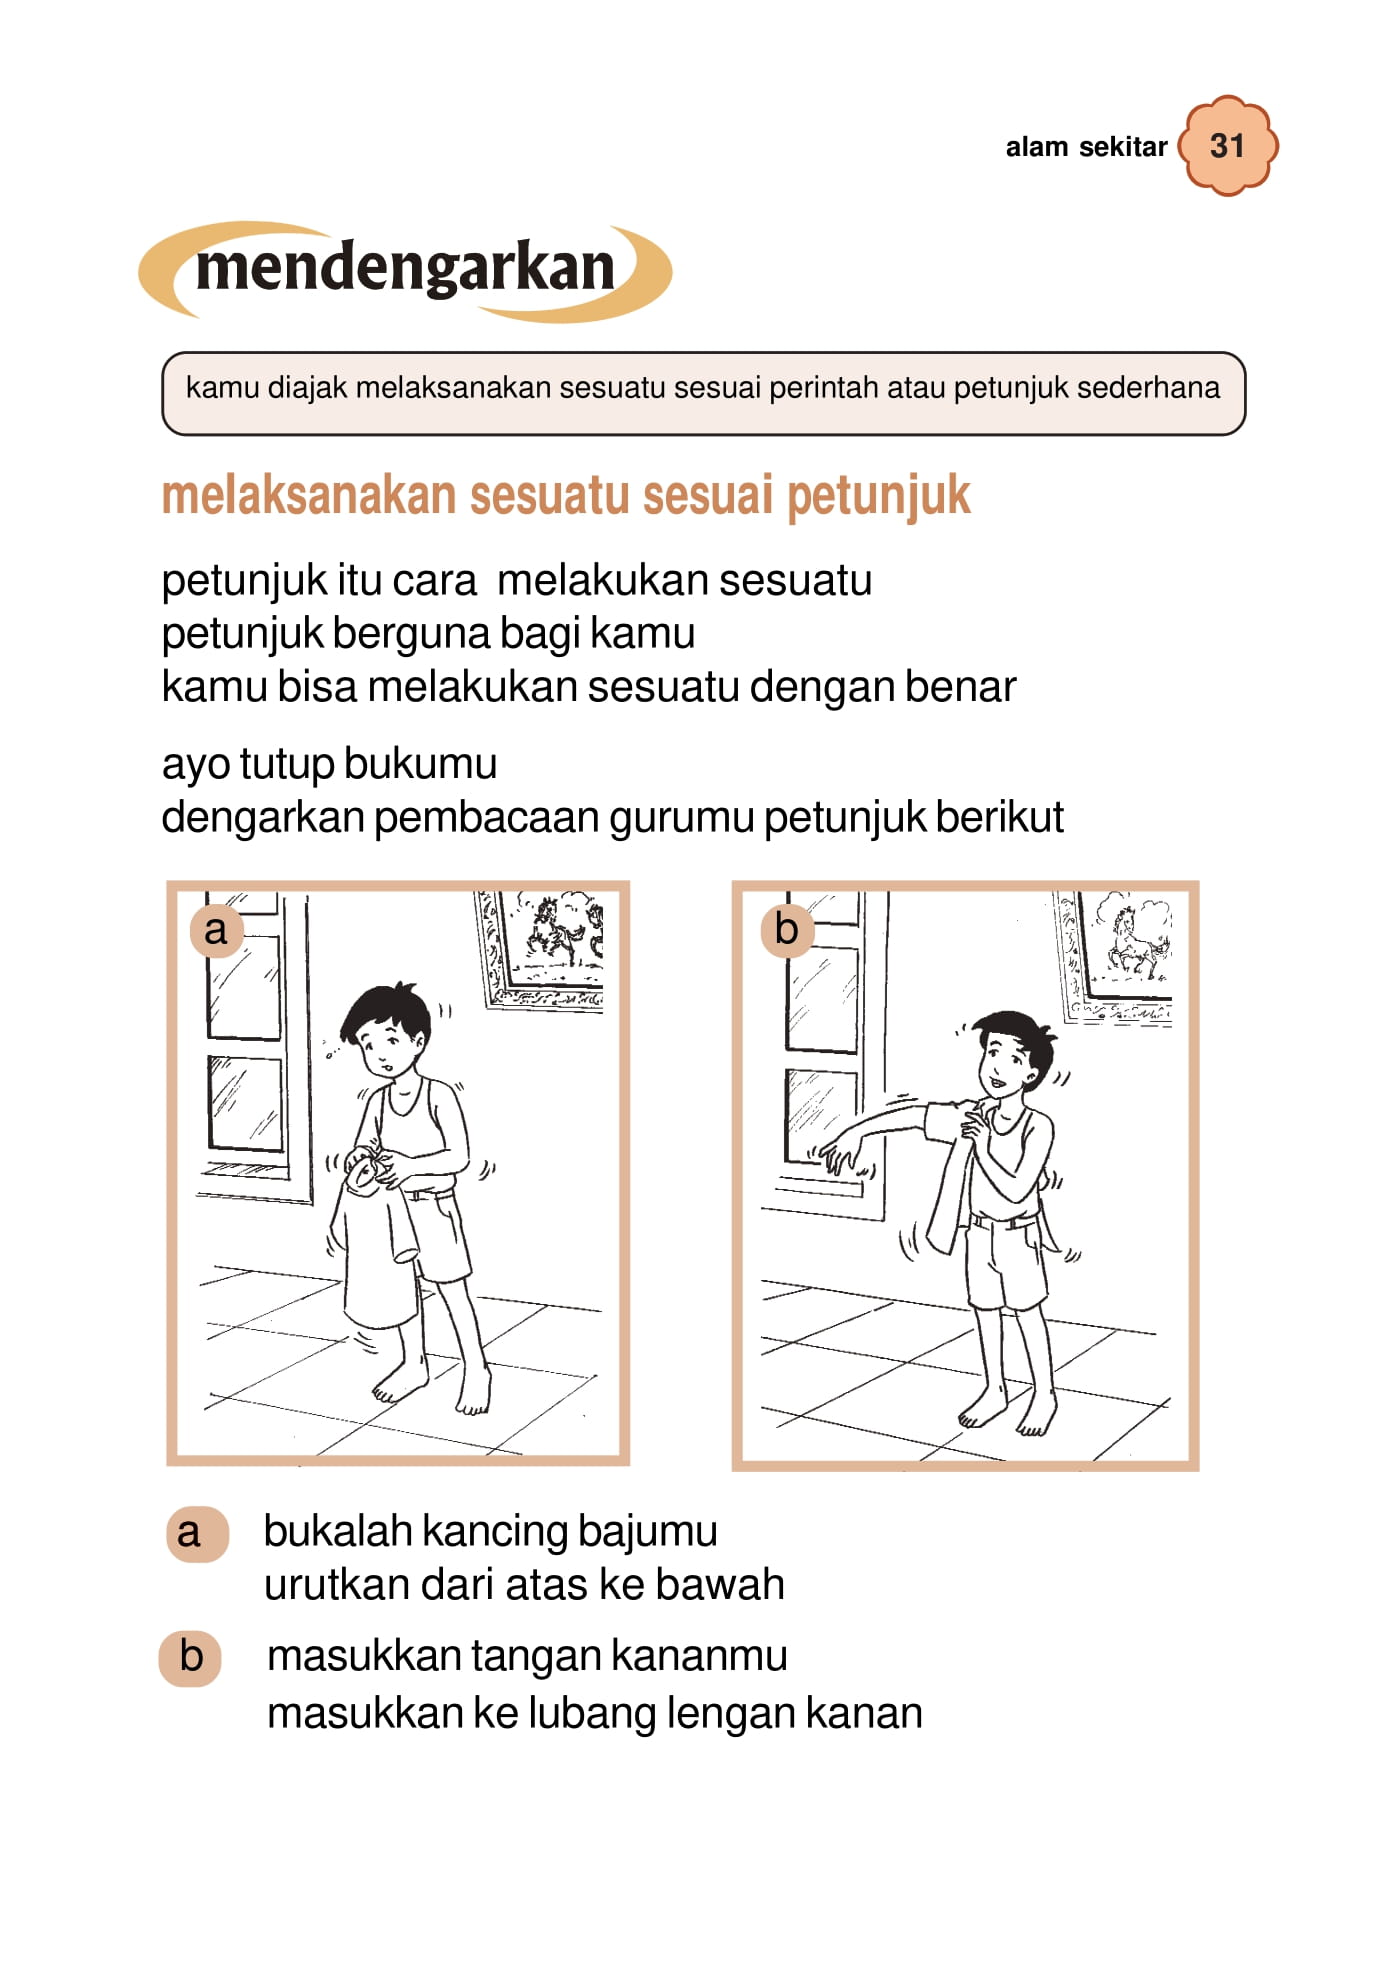 alam sekitar 31
mendengarkan
kamu diajak melaksanakan sesuatu sesuai perintah atau petunjuk sederhana
melaksanakan sesuatu sesuai petunjuk
petunjuk itu cara melakukan sesuatu
petunjuk berguna bagi kamu
kamu bisa melakukan sesuatu dengan benar
ayo tutup bukumu
dengarkan pembacaan gurumu petunjuk berikut
a
b
a bukalah kancing bajumu
urutkan dari atas ke bawah
b masukkan tangan kananmu
masukkan ke lubang lengan kanan